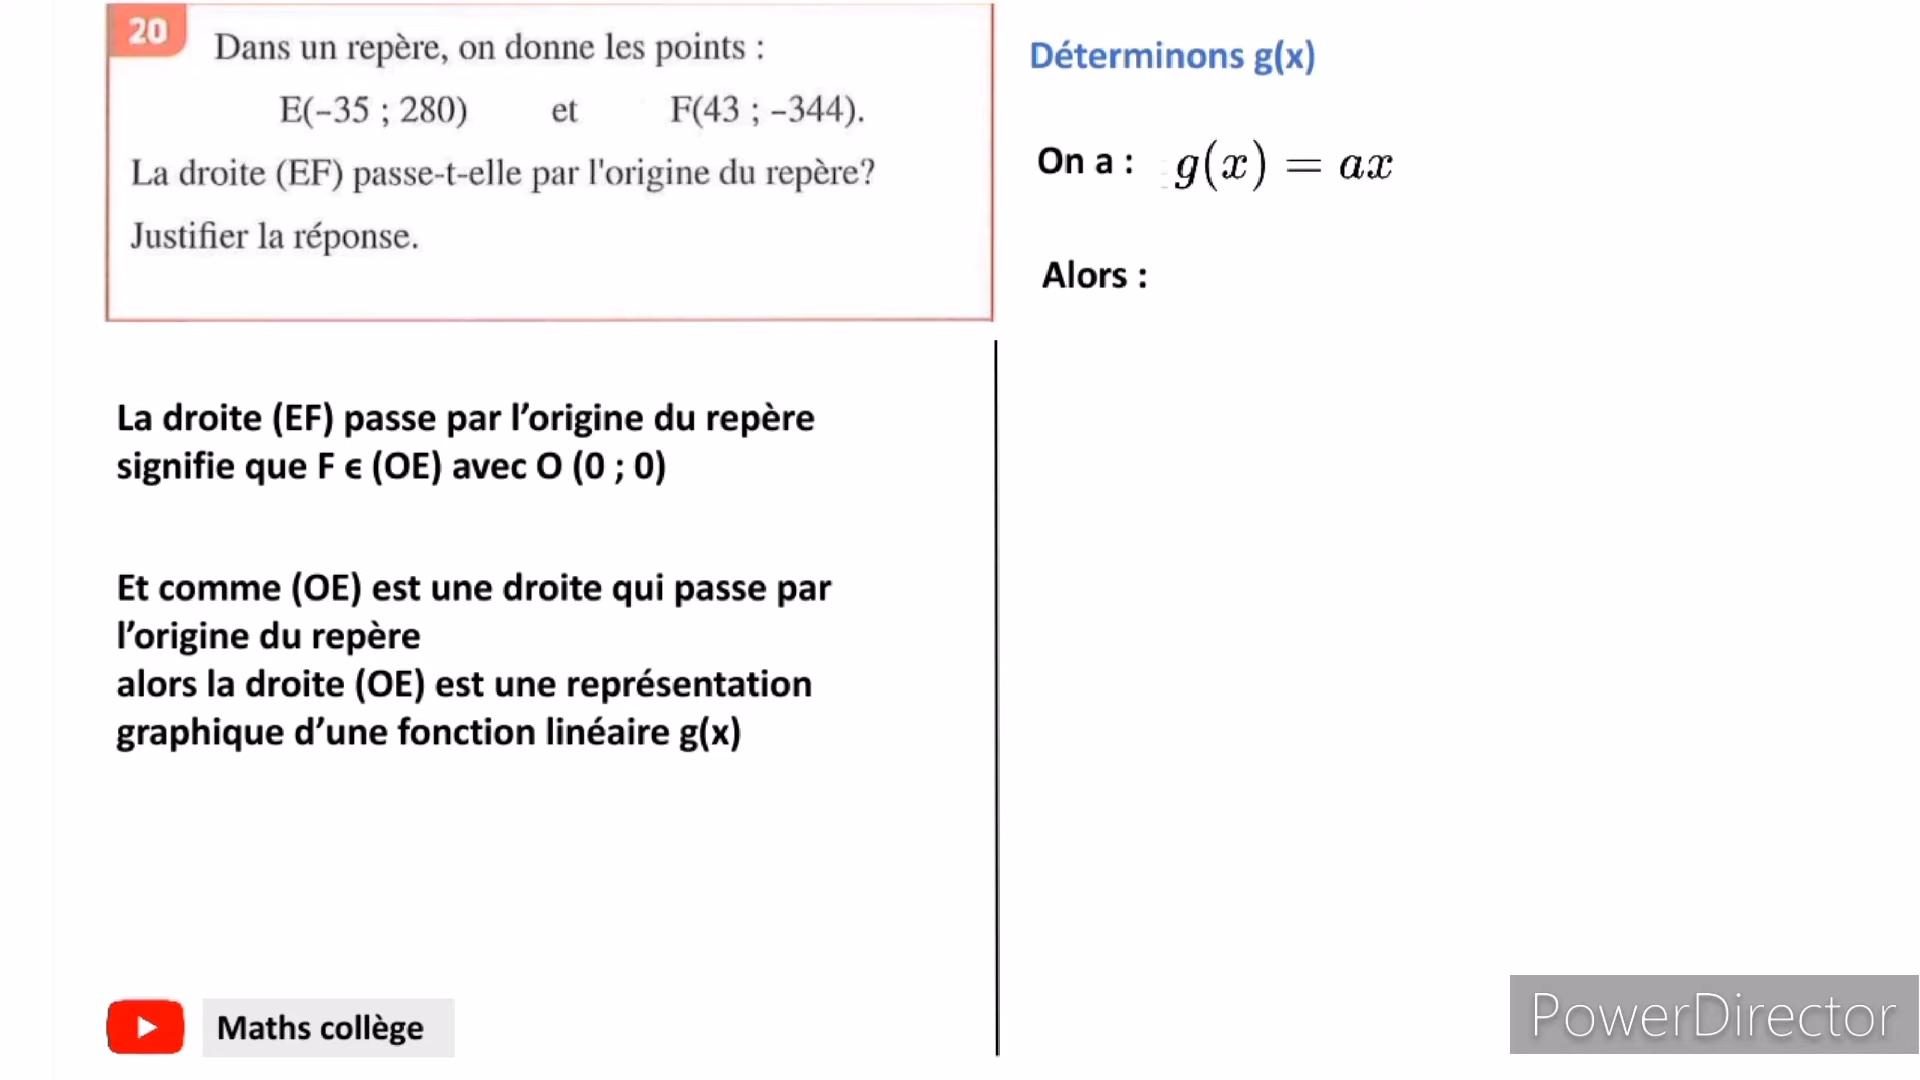 20
Dans un repère, on donne les points :
E(–35 ; 280) et F(43 ; –344).
La droite (EF) passe-t-elle par l'origine du repère?
Justifier la réponse.
La droite (EF) passe par l’origine du repère
signifie que F ϵ (OE) avec O (0 ; 0)
Et comme (OE) est une droite qui passe par
l’origine du repère
alors la droite (OE) est une représentation
graphique d’une fonction linéaire g(x)
Maths collège
Déterminons g(x)
On a : g(x) = ax
Alors :
PowerDirector